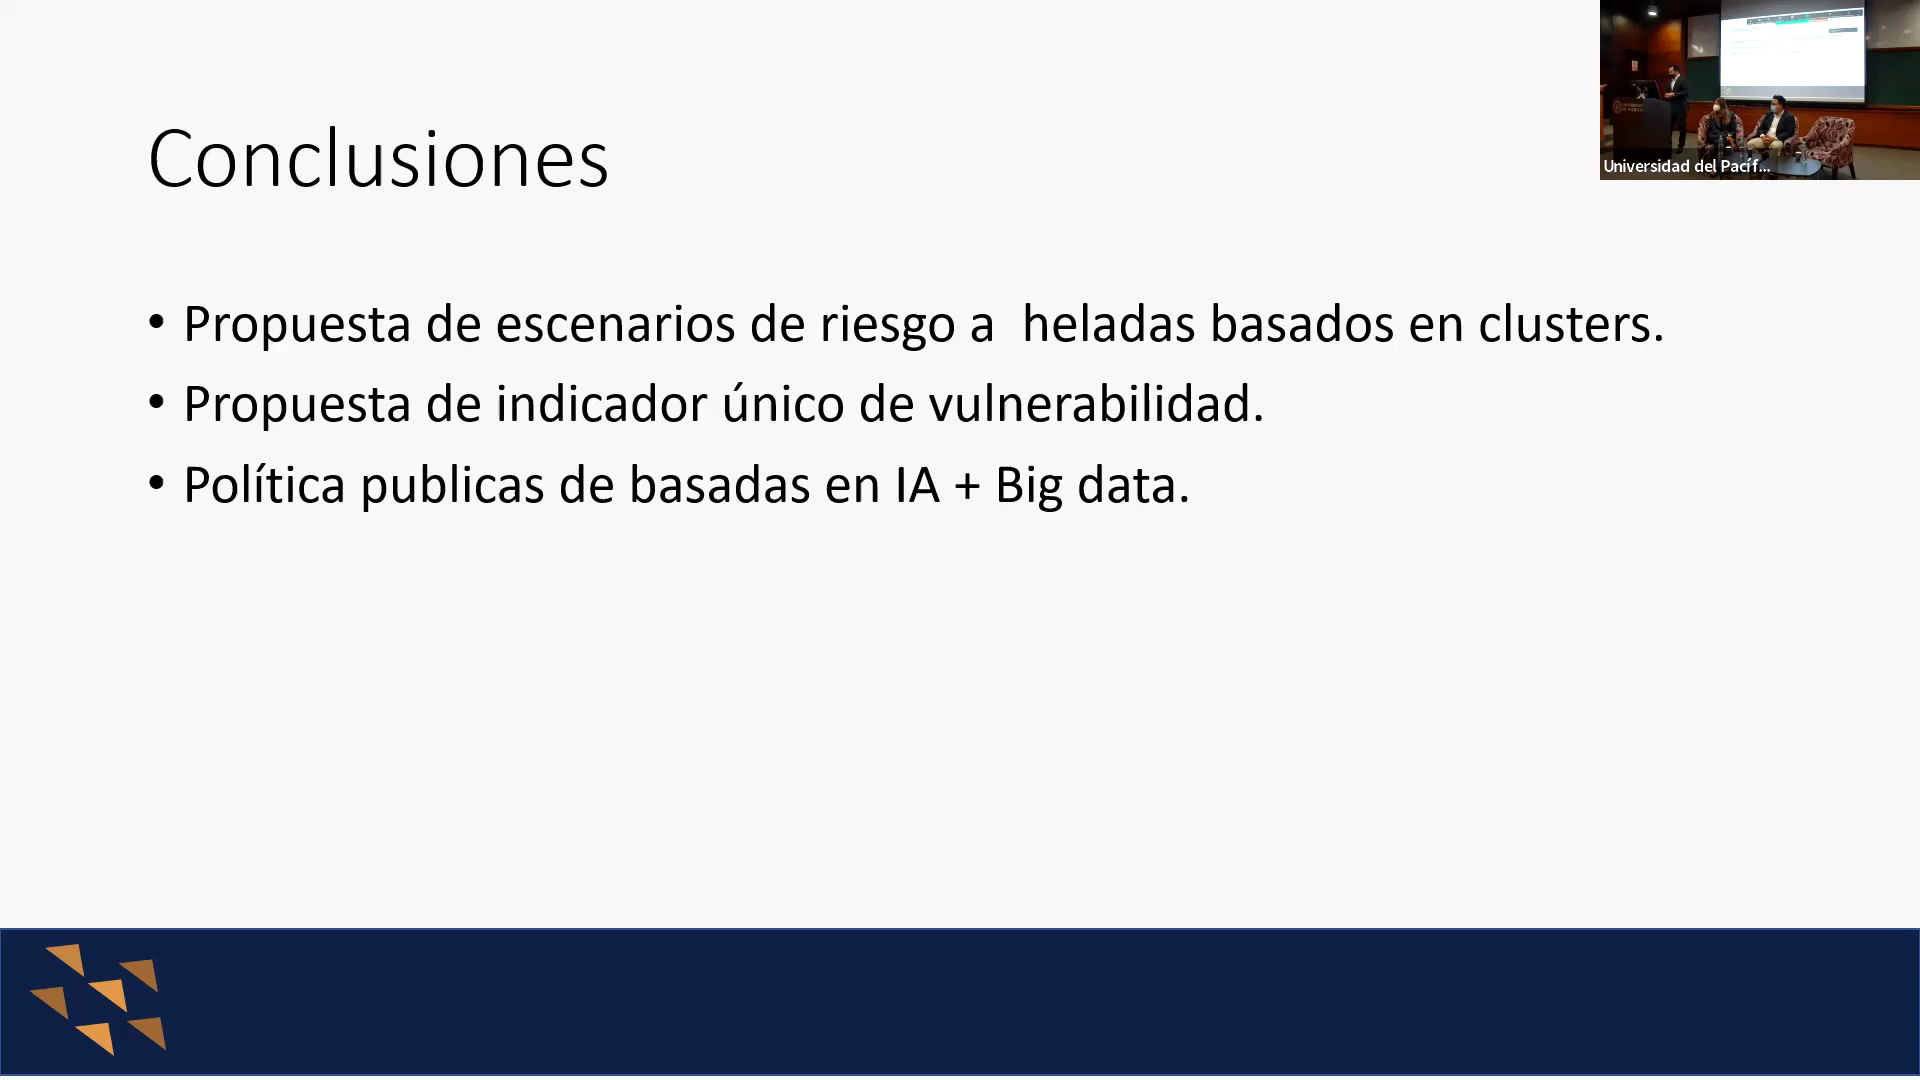 Conclusiones
Universidad del Pacíf...
• Propuesta de escenarios de riesgo a  heladas basados en clusters.
• Propuesta de indicador único de vulnerabilidad.
• Política publicas de basadas en IA + Big data.